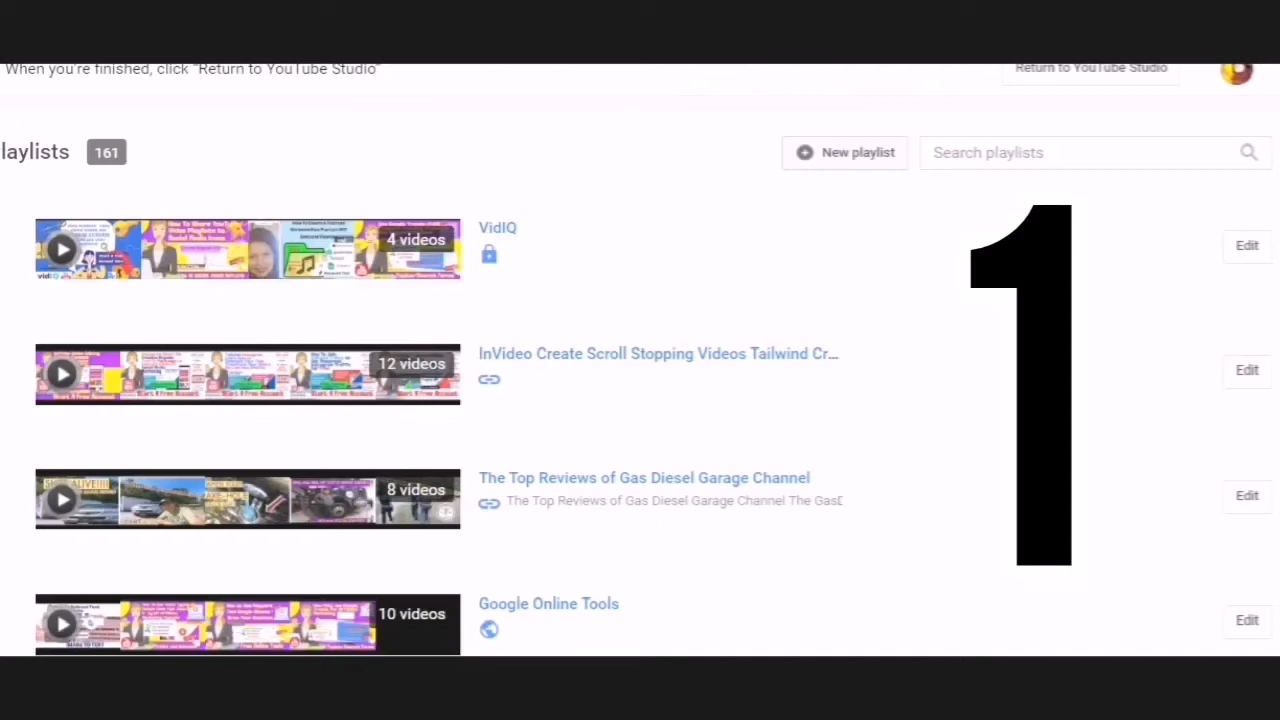 When you're finished, click "Return to YouTube Studio"
Return to YouTube Studio
laylists 161
New playlist
Search playlists
4 videos
VidIQ
Edit
12 videos
InVideo Create Scroll Stopping Videos Tailwind Cr...
Edit
8 videos
The Top Reviews of Gas Diesel Garage Channel
The Top Reviews of Gas Diesel Garage Channel The Gas
Edit
10 videos
Google Online Tools
Edit
1